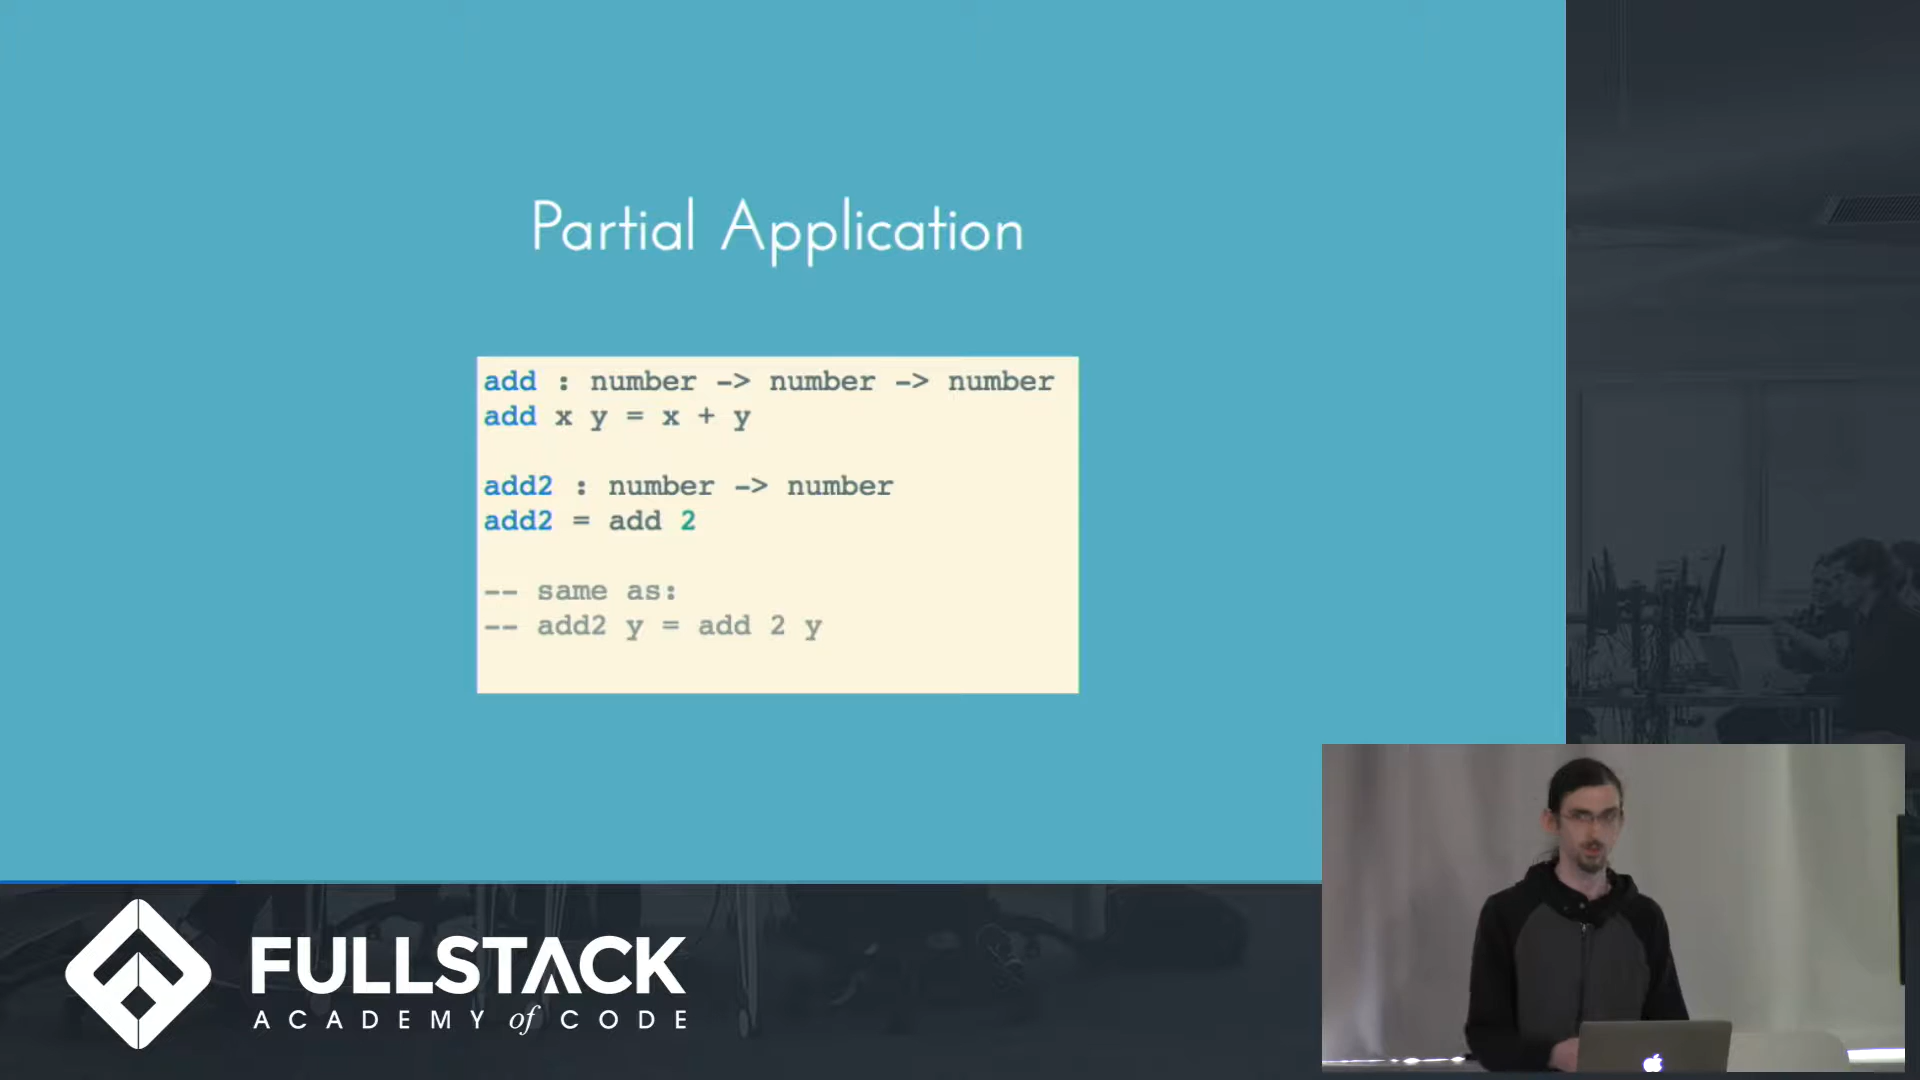 Partial Application
add : number -> number -> number
add x y = x + y
add2 : number -> number
add2 = add 2
-- same as:
-- add2 y = add 2 y
FULLSTACK
ACADEMY of CODE